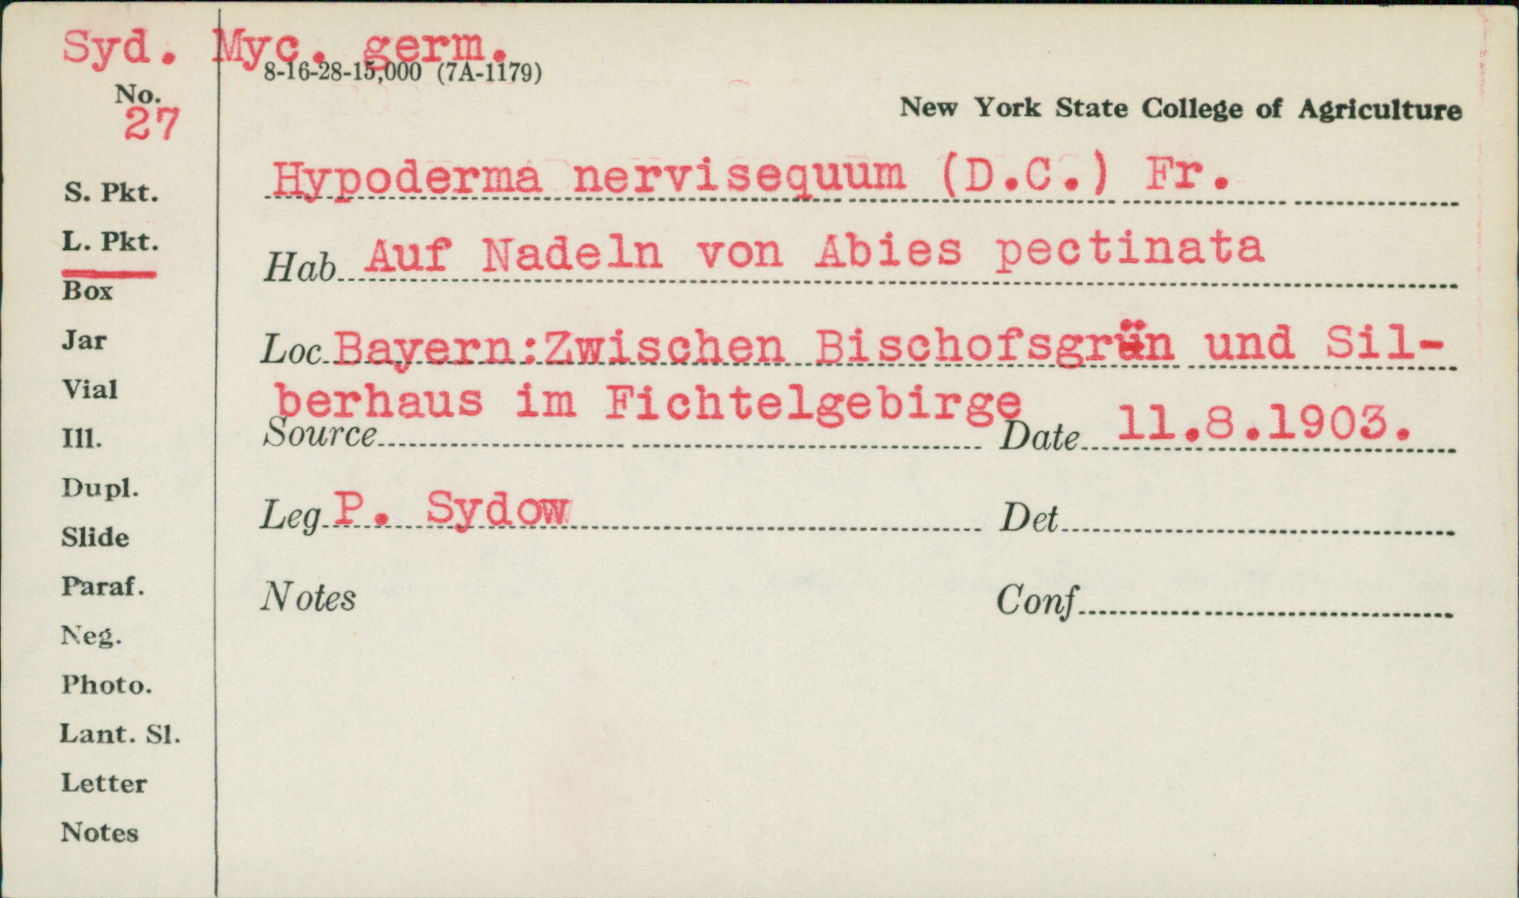 Syd. Myc. germ.
8-16-28-15,000 (7A-1179)
No.
27
New York State College of Agriculture
S. Pkt.
L. Pkt.
Box
Jar
Vial
Ill.
Dupl.
Slide
Paraf.
Neg.
Photo.
Lant. Sl.
Letter
Notes
Hypoderma nervisequum (D.C.) Fr.
Hab Auf Nadeln von Abies pectinata
Loc Bayern:Zwischen Bischofsgrün und Sil-
berhaus im Fichtelgebirge
Source Date 11.8.1903.
Leg P. Sydow Det
Notes Conf